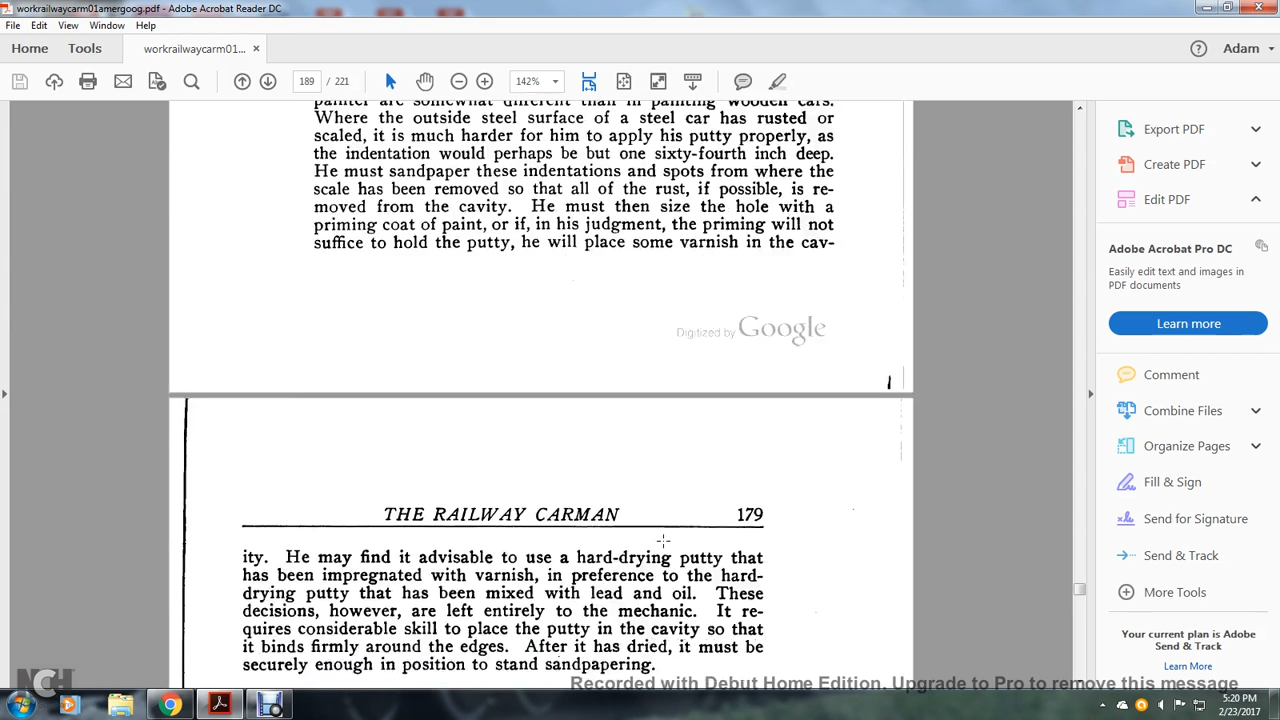 workrailwaycarm01amergoog.pdf - Adobe Acrobat Reader DC
File Edit View Window Help
Home Tools workrailwaycarm01... × Adam
189 / 221 142%
painter are somewhat different than in painting wooden cars.
Where the outside steel surface of a steel car has rusted or
scaled, it is much harder for him to apply his putty properly, as
the indentation would perhaps be but one sixty-fourth inch deep.
He must sandpaper these indentations and spots from where the
scale has been removed so that all of the rust, if possible, is re-
moved from the cavity. He must then size the hole with a
priming coat of paint, or if, in his judgment, the priming will not
suffice to hold the putty, he will place some varnish in the cav-
Digitized by Google
THE RAILWAY CARMAN 179
ity. He may find it advisable to use a hard-drying putty that
has been impregnated with varnish, in preference to the hard-
drying putty that has been mixed with lead and oil. These
decisions, however, are left entirely to the mechanic. It re-
quires considerable skill to place the putty in the cavity so that
it binds firmly around the edges. After it has dried, it must be
securely enough in position to stand sandpapering.
Export PDF
Create PDF
Edit PDF
Adobe Acrobat Pro DC
Easily edit text and images in
PDF documents
Learn more
Comment
Combine Files
Organize Pages
Fill & Sign
Send for Signature
Send & Track
More Tools
Your current plan is Adobe
Send & Track
Learn More
NCH
Recorded with Debut Home Edition. Upgrade to Pro to remove this message
5:20 PM
2/23/2017